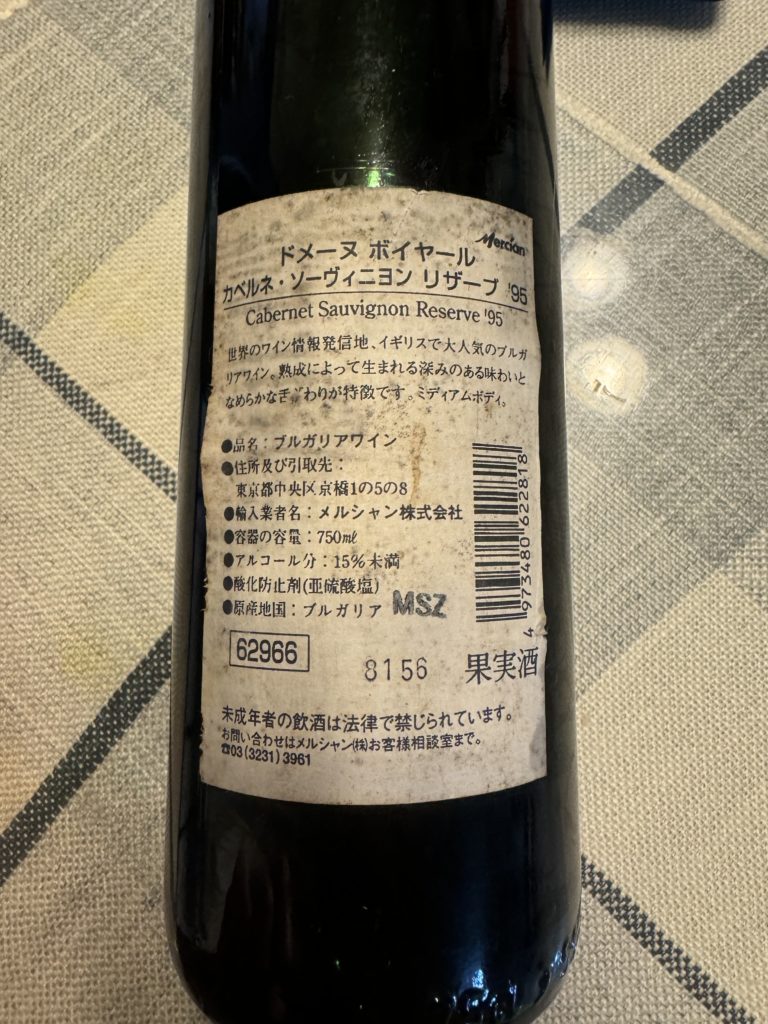 Mercian
ドメーヌ ボイヤール
カベルネ・ソーヴィニヨン リザーブ '95
Cabernet Sauvignon Reserve '95
世界のワイン情報発信地、イギリスで大人気のブルガ
リアワイン。熟成によって生まれる深みのある味わいと
なめらかな舌ざわりが特徴です。ミディアムボディ。
●品名：ブルガリアワイン
●住所及び引取先：
東京都中央区京橋1の5の8
●輸入業者名：メルシャン株式会社
●容器の容量：750㎖
●アルコール分：15%未満
●酸化防止剤(亜硫酸塩)
●原産地国：ブルガリア MSZ
4 973480 622818
62966
8156
果実酒
未成年者の飲酒は法律で禁じられています。
お問い合わせはメルシャン㈱お客様相談室まで。
☎03(3231)3961